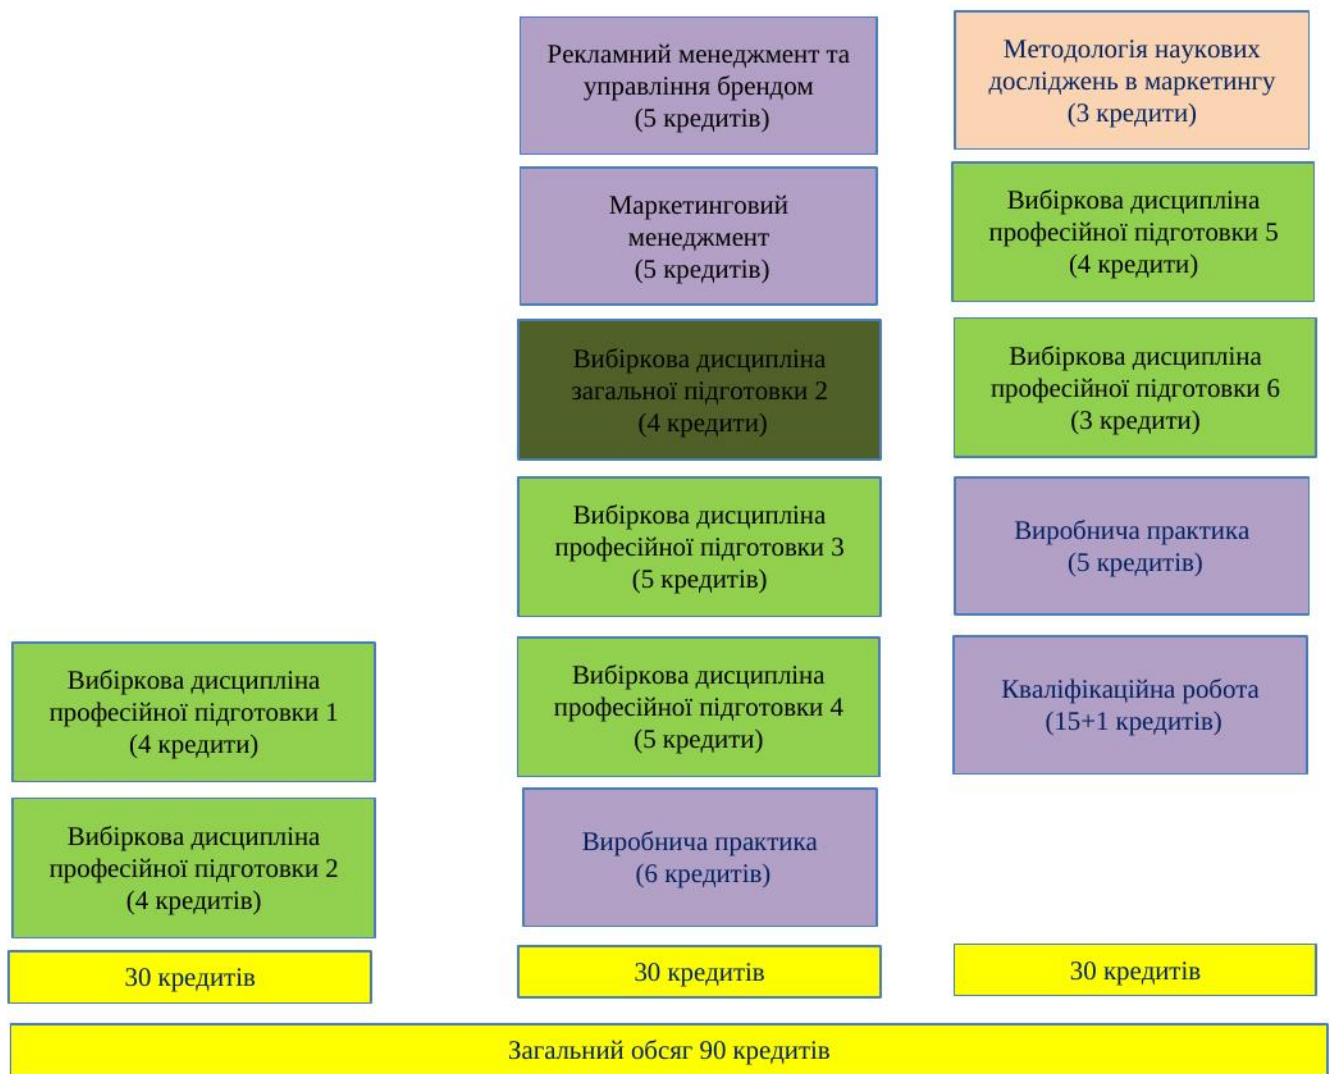 Рекламний менеджмент та
управління брендом
(5 кредитів)
Методологія наукових
досліджень в маркетингу
(3 кредити)
Маркетинговий
менеджмент
(5 кредитів)
Вибіркова дисципліна
професійної підготовки 5
(4 кредити)
Вибіркова дисципліна
загальної підготовки 2
(4 кредити)
Вибіркова дисципліна
професійної підготовки 6
(3 кредити)
Вибіркова дисципліна
професійної підготовки 3
(5 кредитів)
Виробнича практика
(5 кредитів)
Вибіркова дисципліна
професійної підготовки 1
(4 кредити)
Вибіркова дисципліна
професійної підготовки 4
(5 кредити)
Кваліфікаційна робота
(15+1 кредитів)
Вибіркова дисципліна
професійної підготовки 2
(4 кредитів)
Виробнича практика
(6 кредитів)
30 кредитів
30 кредитів
30 кредитів
Загальний обсяг 90 кредитів